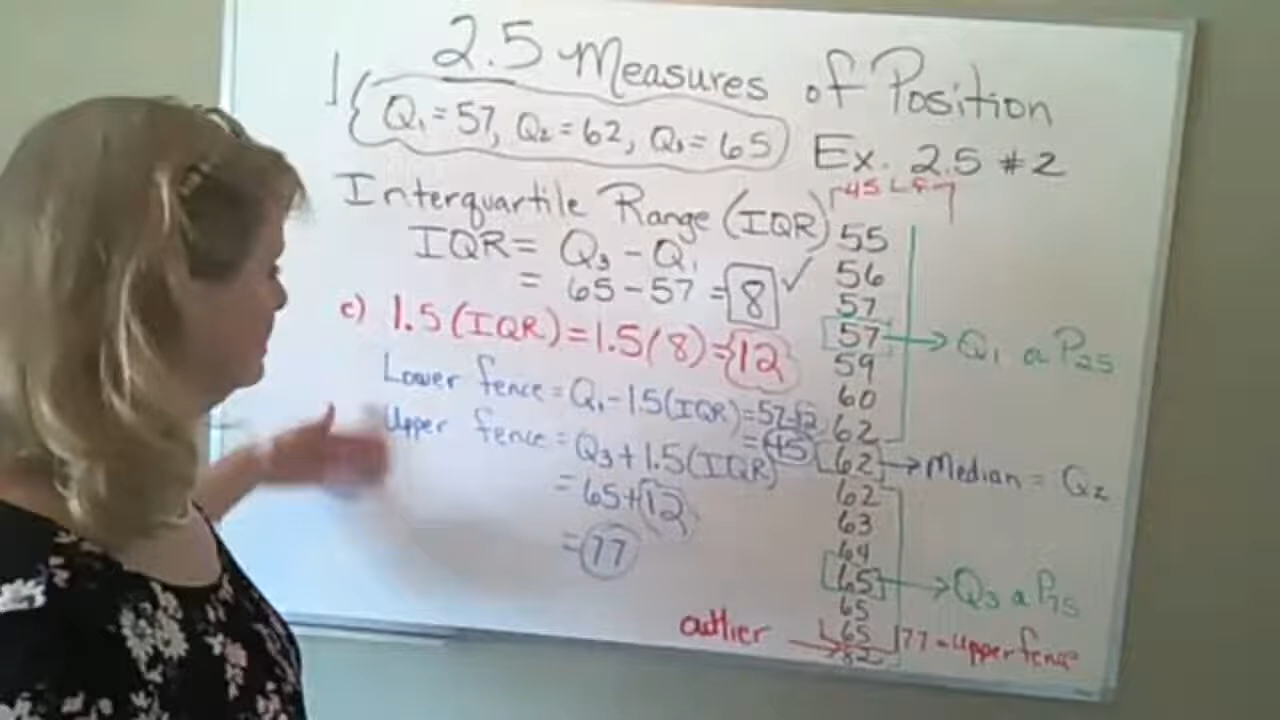 2.5 Measures of Position
Q₁ = 57, Q₂ = 62, Q₃ = 65
Ex. 2.5 #2
Interquartile Range (IQR)
IQR = Q₃ - Q₁
= 65 - 57 = 8 ✓
c) 1.5(IQR) = 1.5(8) = 12
Lower fence = Q₁ - 1.5(IQR) = 57-12
= 45
Upper fence = Q₃ + 1.5(IQR)
= 65+12
= 77
45
55
56
57
57 → Q₁ a P₂₅
59
60
62
62 → Median = Q₂
62
63
64
65 → Q₃ a P₇₅
65
65 77 = Upper fence
outlier → 82